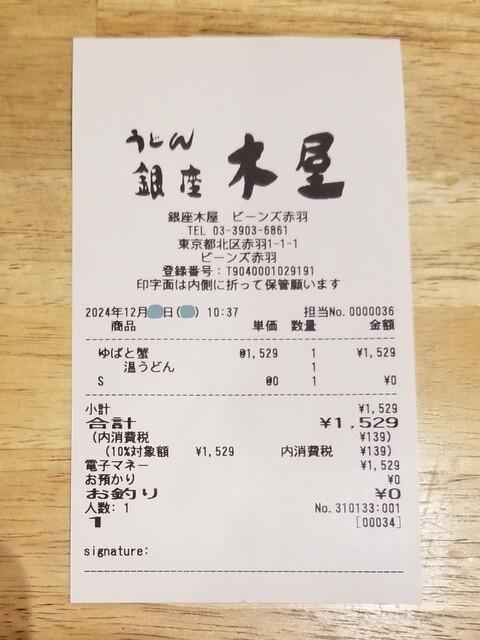 うどん
銀座 木屋
銀座木屋 ビーンズ赤羽
TEL 03-3903-6861
東京都北区赤羽1-1-1
ビーンズ赤羽
登録番号:T9040001029191
印字面は内側に折って保管願います
2024年12月 日( ) 10:37 担当No.0000036
商品 単価 数量 金額
ゆばと蟹 @1,529 1 ¥1,529
温うどん 1
S @0 1 ¥0
小計 ¥1,529
合計 ¥1,529
(内消費税 ¥139)
(10%対象額 ¥1,529 内消費税 ¥139)
電子マネー ¥1,529
お預かり ¥0
お釣り ¥0
人数: 1 No.310133:001
1 [00034]
signature: